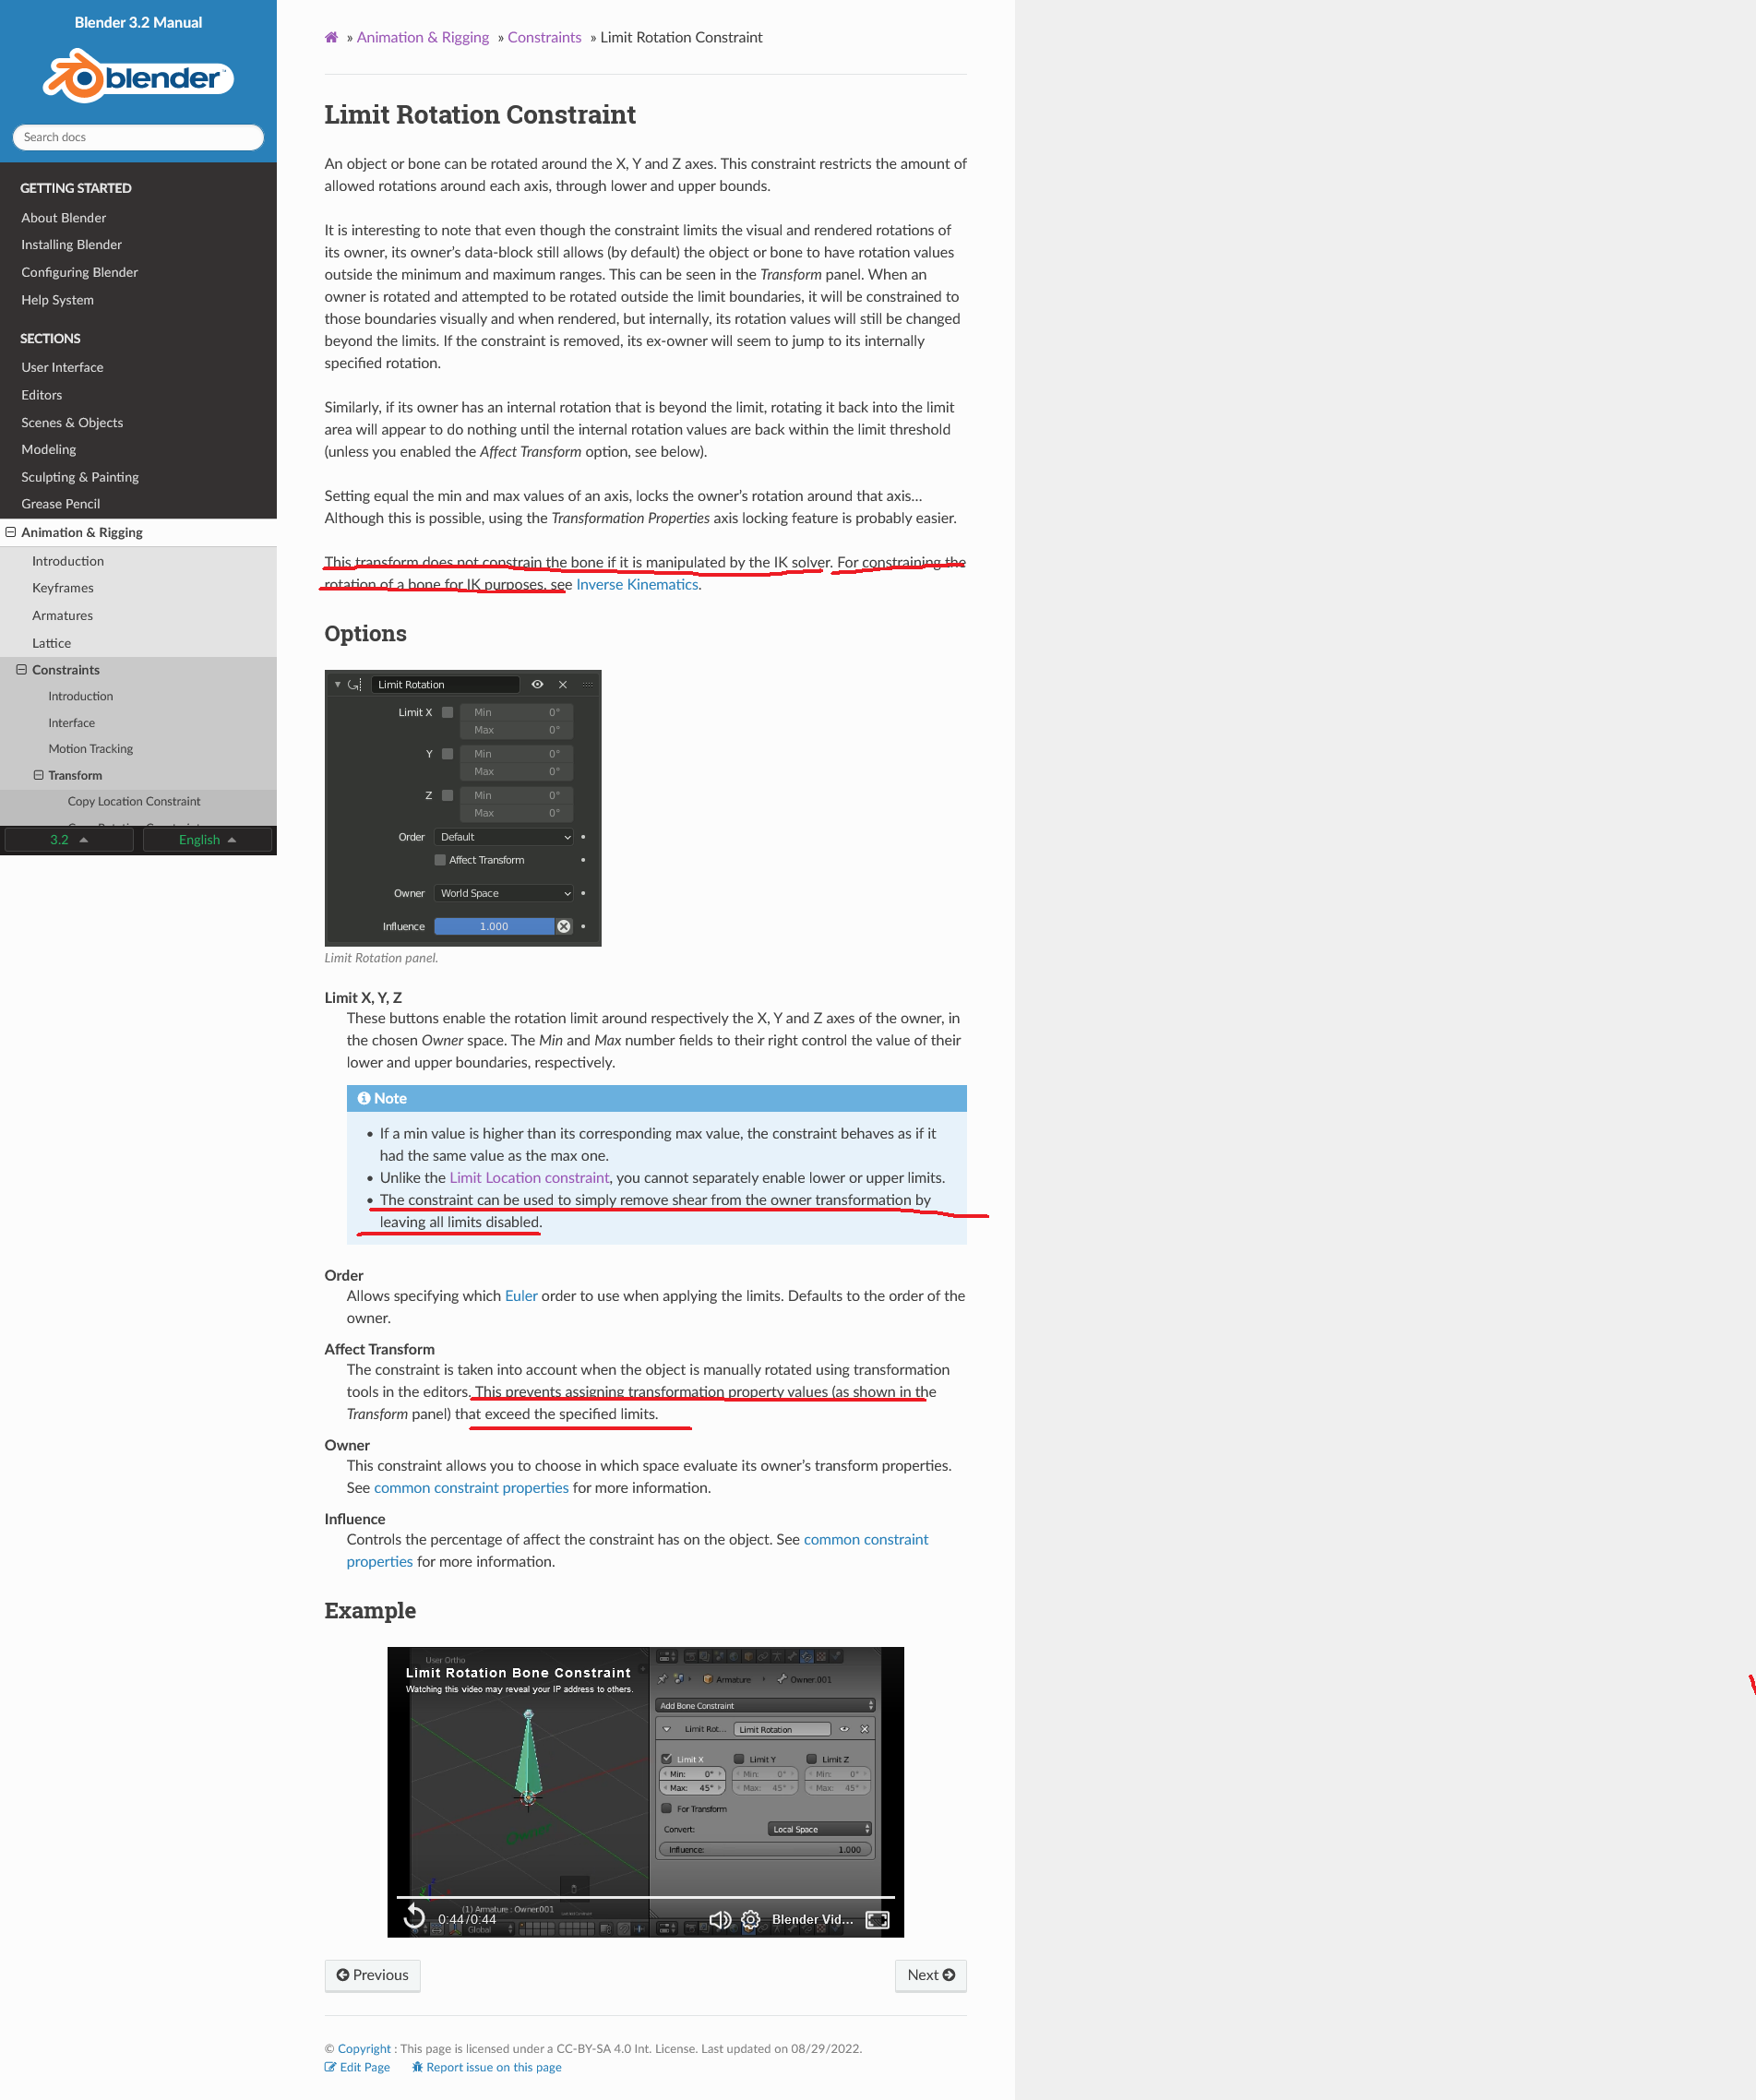 Blender 3.2 Manual
blender
Search docs
GETTING STARTED
About Blender
Installing Blender
Configuring Blender
Help System
SECTIONS
User Interface
Editors
Scenes & Objects
Modeling
Sculpting & Painting
Grease Pencil
Animation & Rigging
Introduction
Keyframes
Armatures
Lattice
Constraints
Introduction
Interface
Motion Tracking
Transform
Copy Location Constraint
3.2 English
» Animation & Rigging » Constraints » Limit Rotation Constraint
Limit Rotation Constraint
An object or bone can be rotated around the X, Y and Z axes. This constraint restricts the amount of
allowed rotations around each axis, through lower and upper bounds.
It is interesting to note that even though the constraint limits the visual and rendered rotations of
its owner, its owner’s data-block still allows (by default) the object or bone to have rotation values
outside the minimum and maximum ranges. This can be seen in the Transform panel. When an
owner is rotated and attempted to be rotated outside the limit boundaries, it will be constrained to
those boundaries visually and when rendered, but internally, its rotation values will still be changed
beyond the limits. If the constraint is removed, its ex-owner will seem to jump to its internally
specified rotation.
Similarly, if its owner has an internal rotation that is beyond the limit, rotating it back into the limit
area will appear to do nothing until the internal rotation values are back within the limit threshold
(unless you enabled the Affect Transform option, see below).
Setting equal the min and max values of an axis, locks the owner’s rotation around that axis…
Although this is possible, using the Transformation Properties axis locking feature is probably easier.
This transform does not constrain the bone if it is manipulated by the IK solver. For constraining the
rotation of a bone for IK purposes, see Inverse Kinematics.
Options
Limit Rotation
Limit X Min 0°
Max 0°
Y Min 0°
Max 0°
Z Min 0°
Max 0°
Order Default
Affect Transform
Owner World Space
Influence 1.000
Limit Rotation panel.
Limit X, Y, Z
These buttons enable the rotation limit around respectively the X, Y and Z axes of the owner, in
the chosen Owner space. The Min and Max number fields to their right control the value of their
lower and upper boundaries, respectively.
Note
• If a min value is higher than its corresponding max value, the constraint behaves as if it
had the same value as the max one.
• Unlike the Limit Location constraint, you cannot separately enable lower or upper limits.
• The constraint can be used to simply remove shear from the owner transformation by
leaving all limits disabled.
Order
Allows specifying which Euler order to use when applying the limits. Defaults to the order of the
owner.
Affect Transform
The constraint is taken into account when the object is manually rotated using transformation
tools in the editors. This prevents assigning transformation property values (as shown in the
Transform panel) that exceed the specified limits.
Owner
This constraint allows you to choose in which space evaluate its owner’s transform properties.
See common constraint properties for more information.
Influence
Controls the percentage of affect the constraint has on the object. See common constraint
properties for more information.
Example
User Ortho
Limit Rotation Bone Constraint
Watching this video may reveal your IP address to others.
Armature Owner.001
Add Bone Constraint
Limit Rot... Limit Rotation
Limit X Limit Y Limit Z
Min: 0° Min: 0° Min: 0°
Max: 45° Max: 45° Max: 45°
For Transform
Convert: Local Space
Influence: 1.000
(1) Armature : Owner.001
0:44/0:44 Blender Vid...
Global
Previous Next
© Copyright : This page is licensed under a CC-BY-SA 4.0 Int. License. Last updated on 08/29/2022.
Edit Page Report issue on this page